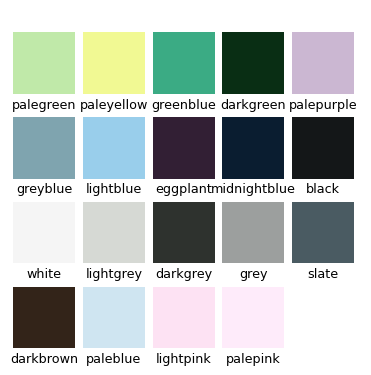 palegreen paleyellow greenblue darkgreen palepurple
greyblue lightblue eggplant midnightblue black
white lightgrey darkgrey grey slate
darkbrown paleblue lightpink palepink